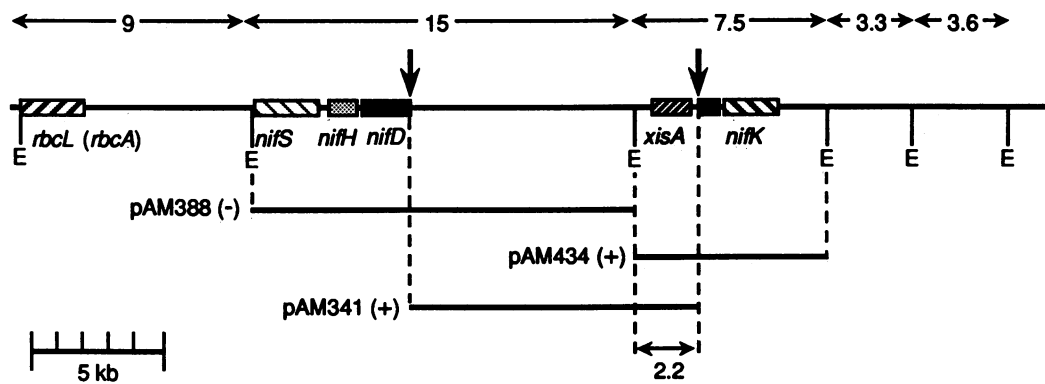 9 15 7.5 3.3 3.6
rbcL (rbcA) nifS nifH nifD xisA nifK
E E E E E E
pAM388 (-)
pAM434 (+)
pAM341 (+)
5 kb 2.2